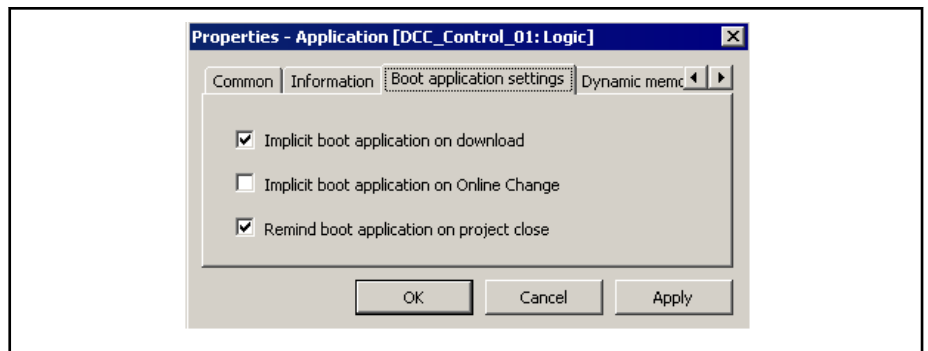 Properties - Application [DCC_Control_01: Logic]
Common Information Boot application settings Dynamic memo
Implicit boot application on download
Implicit boot application on Online Change
Remind boot application on project close
OK Cancel Apply